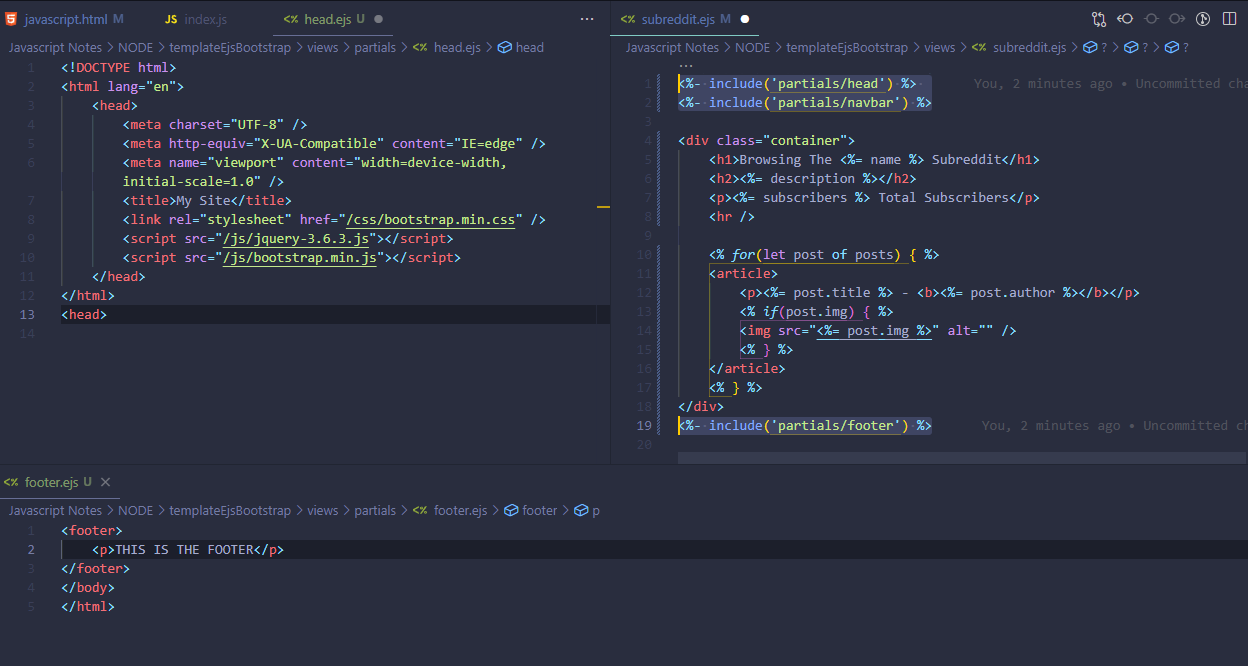 javascript.html M JS index.js <% head.ejs U ● ···
Javascript Notes > NODE > templateEjsBootstrap > views > partials > <% head.ejs > head
1 <!DOCTYPE html>
2 <html lang="en">
3 <head>
4 <meta charset="UTF-8" />
5 <meta http-equiv="X-UA-Compatible" content="IE=edge" />
6 <meta name="viewport" content="width=device-width,
initial-scale=1.0" />
7 <title>My Site</title>
8 <link rel="stylesheet" href="/css/bootstrap.min.css" />
9 <script src="/js/jquery-3.6.3.js"></script>
10 <script src="/js/bootstrap.min.js"></script>
11 </head>
12 </html>
13 <head>
14
<% subreddit.ejs M ●
Javascript Notes > NODE > templateEjsBootstrap > views > <% subreddit.ejs > ? > ? > ?
···
1 <%- include('partials/head') %> You, 2 minutes ago • Uncommitted cha
2 <%- include('partials/navbar') %>
3
4 <div class="container">
5 <h1>Browsing The <%= name %> Subreddit</h1>
6 <h2><%= description %></h2>
7 <p><%= subscribers %> Total Subscribers</p>
8 <hr />
9
10 <% for(let post of posts) { %>
11 <article>
12 <p><%= post.title %> - <b><%= post.author %></b></p>
13 <% if(post.img) { %>
14 <img src="<%= post.img %>" alt="" />
15 <% } %>
16 </article>
17 <% } %>
18 </div>
19 <%- include('partials/footer') %> You, 2 minutes ago • Uncommitted ch
20
<% footer.ejs U ×
Javascript Notes > NODE > templateEjsBootstrap > views > partials > <% footer.ejs > footer > p
1 <footer>
2 <p>THIS IS THE FOOTER</p>
3 </footer>
4 </body>
5 </html>